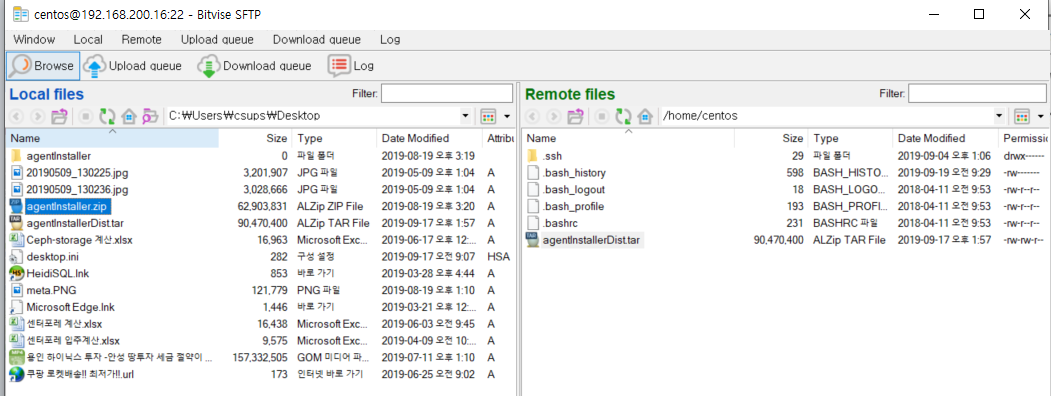 centos@192.168.200.16:22 - Bitvise SFTP
Window Local Remote Upload queue Download queue Log
Browse Upload queue Download queue Log
Local files Filter:
C:₩Users₩csups₩Desktop
Name Size Type Date Modified Attribu
agentInstaller 0 파일 폴더 2019-08-19 오후 3:19
20190509_130225.jpg 3,201,907 JPG 파일 2019-05-09 오후 1:04 A
20190509_130236.jpg 3,028,666 JPG 파일 2019-05-09 오후 1:04 A
agentInstaller.zip 62,903,831 ALZip ZIP File 2019-08-19 오후 3:20 A
agentInstallerDist.tar 90,470,400 ALZip TAR File 2019-09-17 오후 1:57 A
Ceph-storage 계산.xlsx 16,963 Microsoft Exc... 2019-06-17 오후 12:... A
desktop.ini 282 구성 설정 2019-09-17 오전 9:07 HSA
HeidiSQL.lnk 853 바로 가기 2019-03-28 오후 4:44 A
meta.PNG 121,779 PNG 파일 2019-08-19 오후 1:10 A
Microsoft Edge.lnk 1,446 바로 가기 2019-03-21 오후 12:... A
센터포레 계산.xlsx 16,438 Microsoft Exc... 2019-06-03 오전 9:45 A
센터포레 입주계산.xlsx 9,575 Microsoft Exc... 2019-04-09 오전 10:... A
용인 하이닉스 투자 -안성 땅투자 세금 절약이 ... 157,332,505 GOM 미디어 파... 2019-07-11 오후 1:10 A
쿠팡 로켓배송!! 최저가!!.url 173 인터넷 바로 가기 2019-06-25 오전 9:02 A
Remote files Filter:
/home/centos
Name Size Type Date Modified Permissio
.ssh 29 파일 폴더 2019-09-04 오후 1:06 drwx------
.bash_history 598 BASH_HISTO... 2019-09-19 오전 9:29 -rw-------
.bash_logout 18 BASH_LOGO... 2018-04-11 오전 9:53 -rw-r--r--
.bash_profile 193 BASH_PROFI... 2018-04-11 오전 9:53 -rw-r--r--
.bashrc 231 BASHRC 파일 2018-04-11 오전 9:53 -rw-r--r--
agentInstallerDist.tar 90,470,400 ALZip TAR File 2019-09-17 오후 1:57 -rw-rw-r--